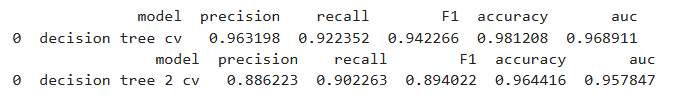 model precision recall F1 accuracy auc
0 decision tree cv 0.963198 0.922352 0.942266 0.981208 0.968911
model precision recall F1 accuracy auc
0 decision tree 2 cv 0.886223 0.902263 0.894022 0.964416 0.957847